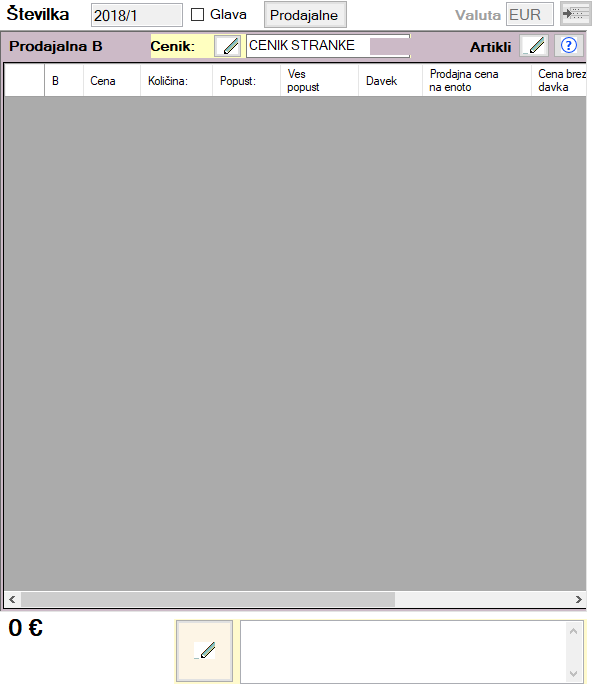 Številka 2018/1 Glava Prodajalne Valuta EUR
Prodajalna B Cenik: CENIK STRANKE Artikli ?
B Cena Količina: Popust: Ves popust Davek Prodajna cena na enoto Cena brez davka
0 €